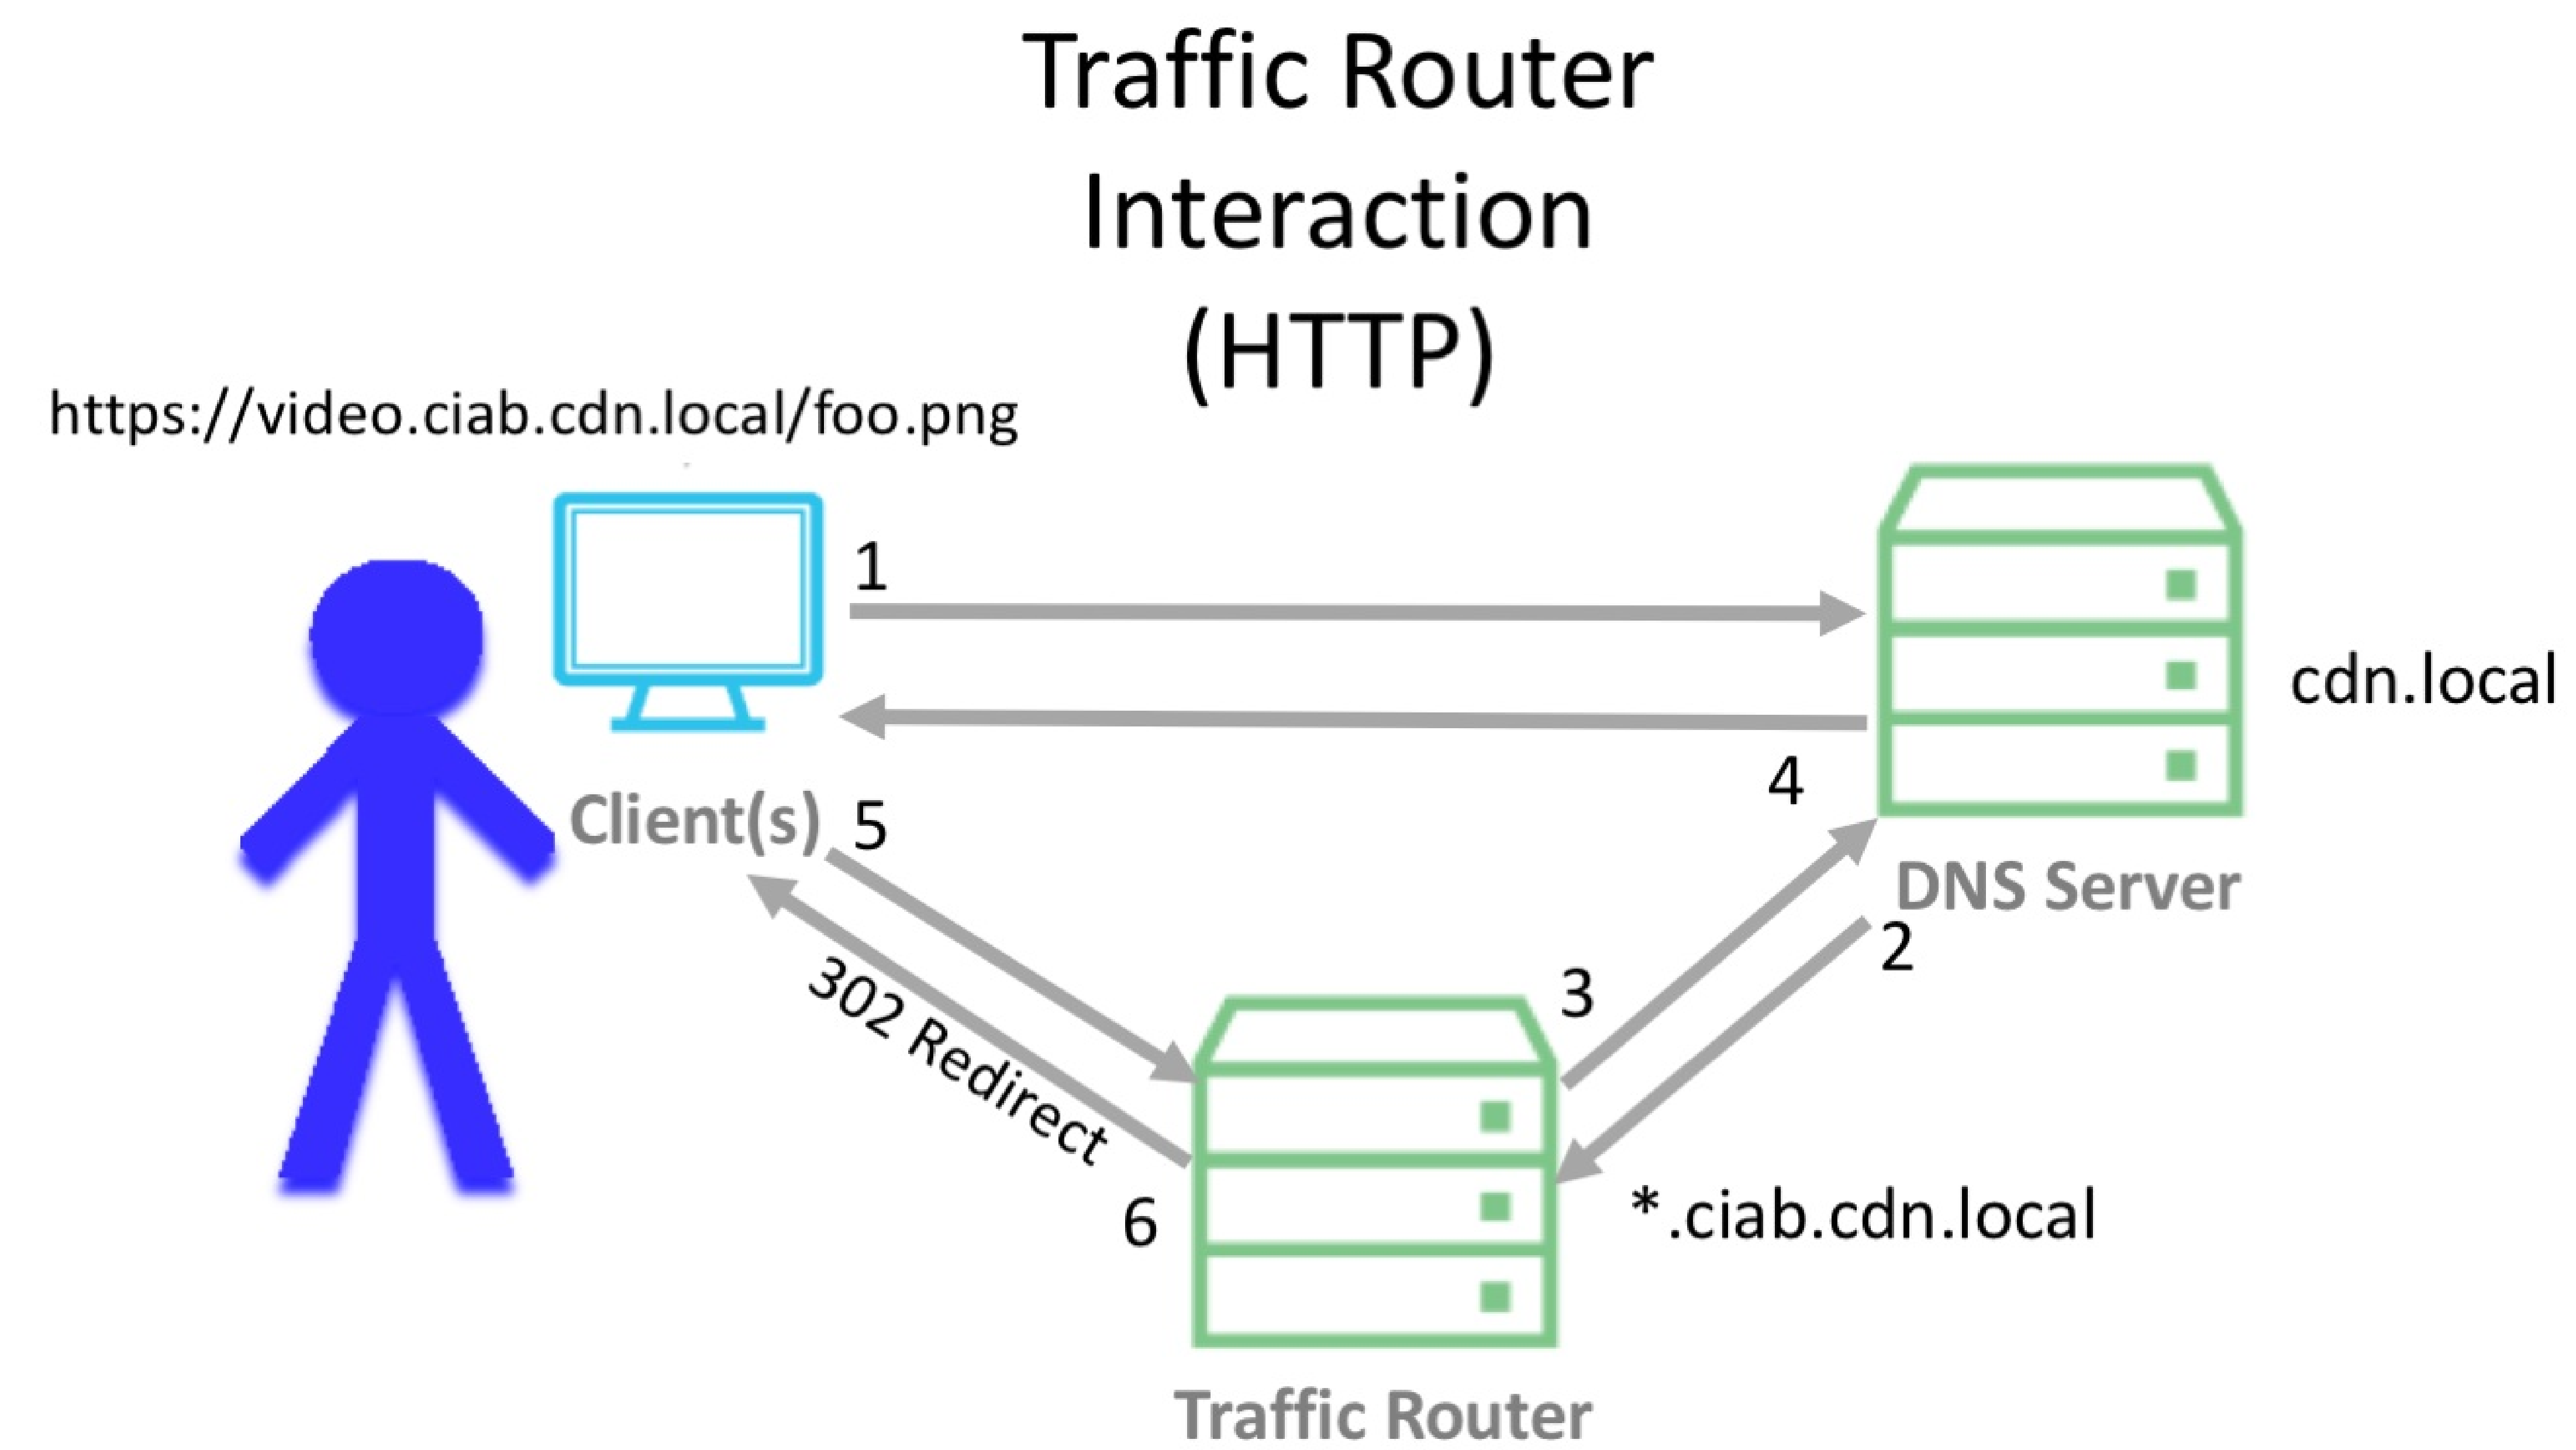 Traffic Router
Interaction
(HTTP)
https://video.ciab.cdn.local/foo.png
1
cdn.local
4
Client(s)
5
DNS Server
2
3
302 Redirect
6
*.ciab.cdn.local
Traffic Router